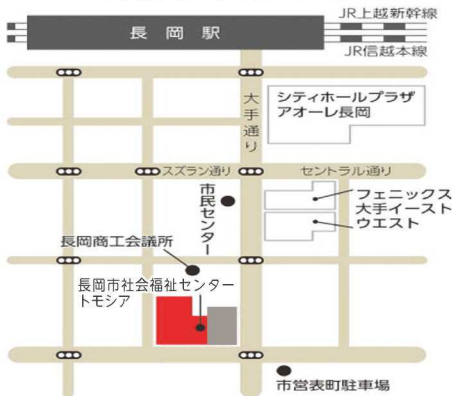 JR上越新幹線
長岡駅
JR信越本線
大手通り
シティホールプラザ
アオーレ長岡
スズラン通り
セントラル通り
市民センター
フェニックス
大手イースト
ウエスト
長岡商工会議所
長岡市社会福祉センター
トモシア
市営表町駐車場